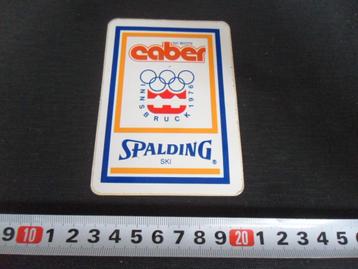 caber
INNSBRUCK 1976
SPALDING ®
SKI
9 10 1 2 3 4 5 6 7 8 9 20 1 2 3 4 5